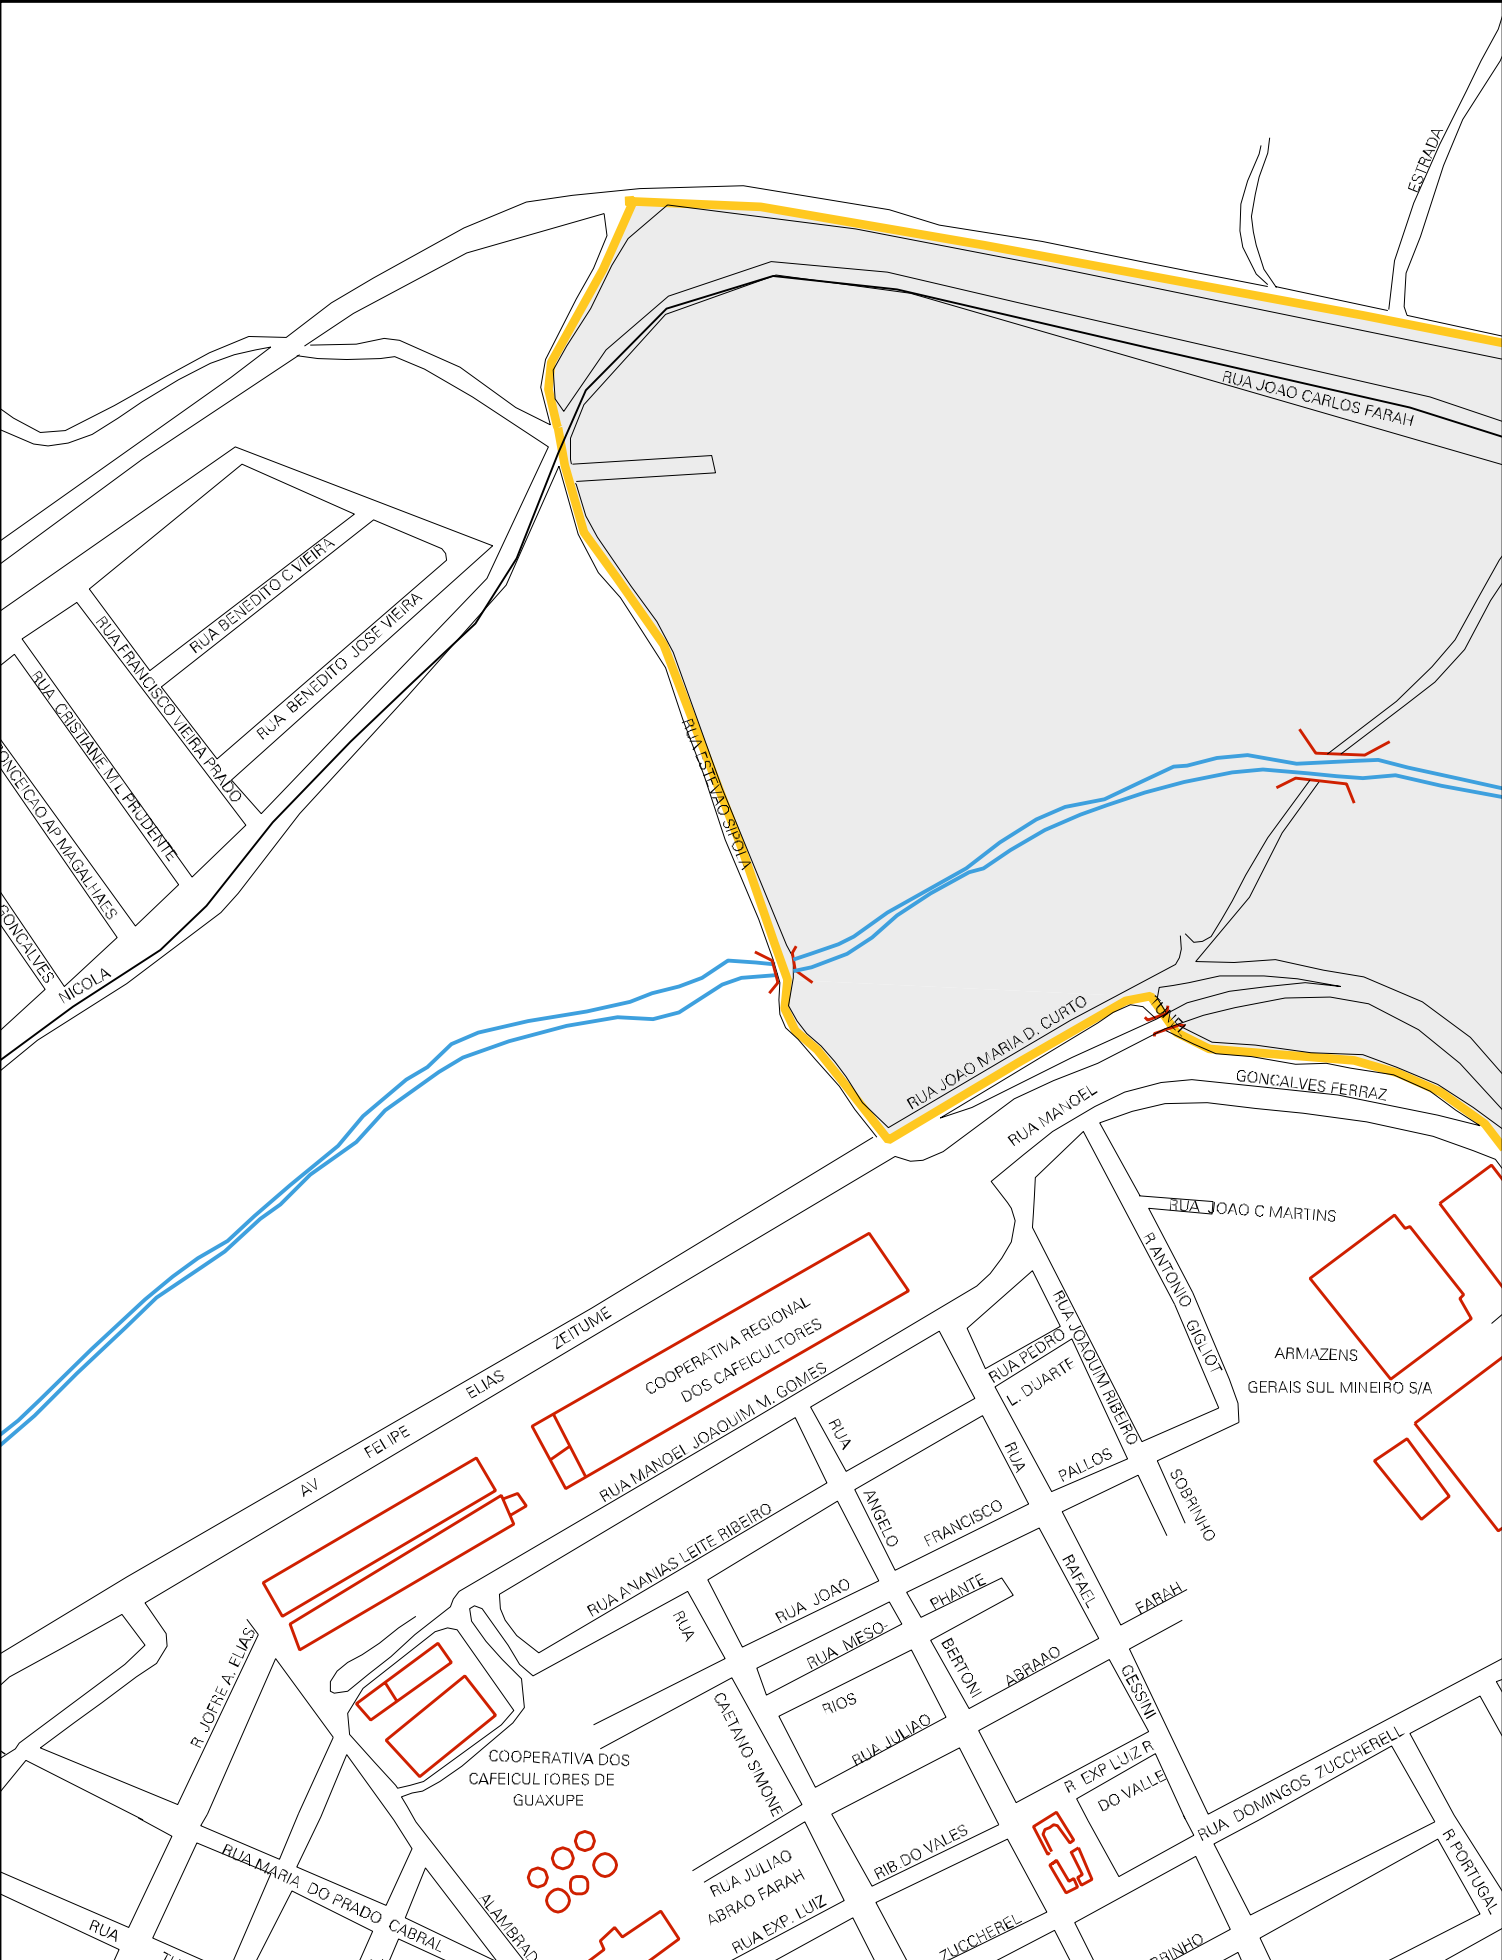 ESTRADA
RUA JOAO CARLOS FARAH
RUA BENEDITO C VIEIRA
RUA BENEDITO JOSE VIEIRA
RUA FRANCISCO VIEIRA PRADO
RUA CRISTIANE M L PRUDENTE
ONCEICAO AP MAGALHAES
GONCALVES
NICOLA
RUA ESTEVAO SIPOLA
TUNEL
RUA JOAO MARIA D. CURTO
RUA MANOEL
GONCALVES FERRAZ
RUA JOAO C MARTINS
R ANTONIO GIGLIOT
RUA JOAQUIM RIBEIRO
SOBRINHO
ARMAZENS
GERAIS SUL MINEIRO S/A
RUA PEDRO
L. DUARTE
PALLOS
AV FELIPE ELIAS ZEITUME
COOPERATIVA REGIONAL
DOS CAFEICULTORES
RUA MANOEL JOAQUIM M. GOMES
RUA ANANIAS LEITE RIBEIRO
RUA
ANGELO
BERTONI
RUA
RAFAEL
GESSINI
FRANCISCO
FARAH
RUA JOAO
PHANTE
RUA MESO-
RIOS
ABRAAO
RUA JULIAO
RUA
CAETANO SIMONE
R. JOFRE A. ELIAS
COOPERATIVA DOS
CAFEICULTORES DE
GUAXUPE
R EXP LUIZ R
DO VALLE
RUA DOMINGOS ZUCCHERELL
R PORTUGAL
RIB.DO VALES
RUA JULIAO
ABRAO FARAH
RUA EXP. LUIZ
ZUCCHEREL
RUA MARIA DO PRADO CABRAL
ALAMBRAD
RUA
RINHO